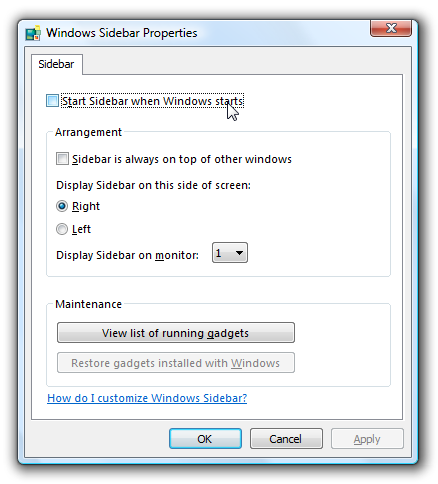 Windows Sidebar Properties
Sidebar
Start Sidebar when Windows starts
Arrangement
Sidebar is always on top of other windows
Display Sidebar on this side of screen:
Right
Left
Display Sidebar on monitor: 1
Maintenance
View list of running gadgets
Restore gadgets installed with Windows
How do I customize Windows Sidebar?
OK Cancel Apply